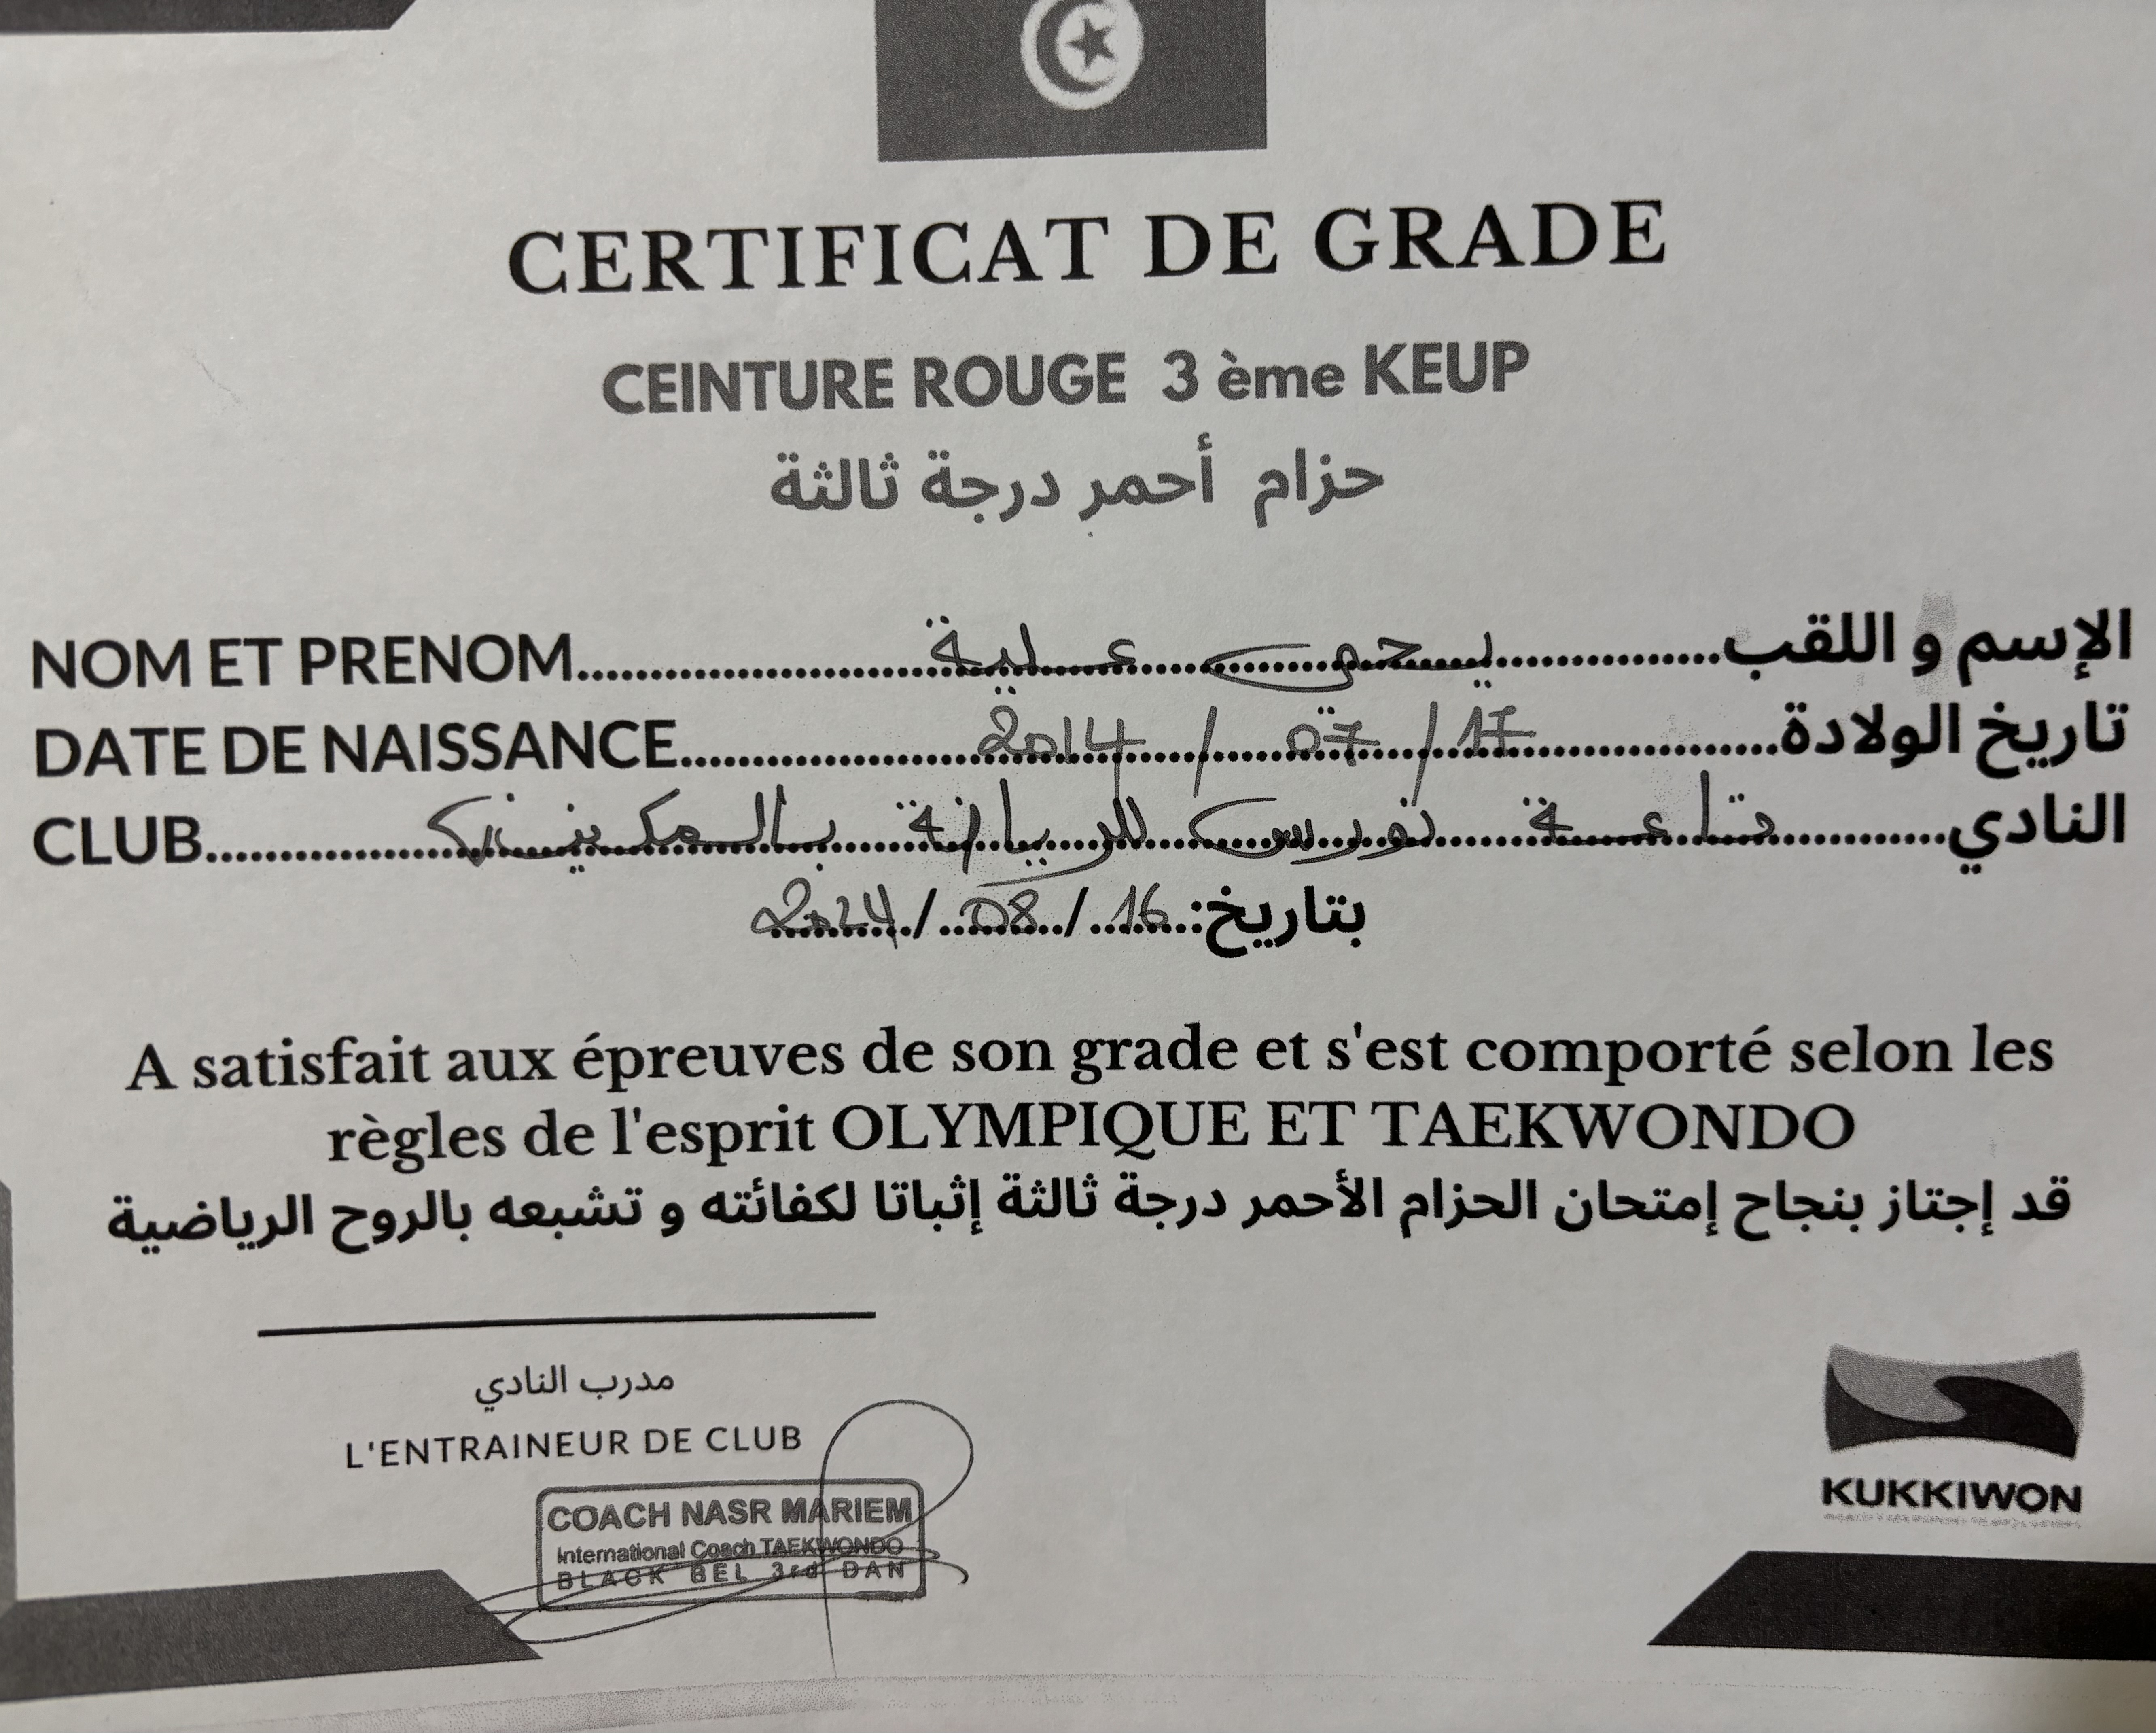 CERTIFICAT DE GRADE
CEINTURE ROUGE 3 ème KEUP
حزام أحمر درجة ثالثة
NOM ET PRENOM.....يحي علية.....الإسم و اللقب
DATE DE NAISSANCE.....17/ 07 / 2014.....تاريخ الولادة
CLUB.....قاعة نورس للرياضة بالمكنين.....النادي
بتاريخ: 16 / 08 / 2024
A satisfait aux épreuves de son grade et s'est comporté selon les
règles de l'esprit OLYMPIQUE ET TAEKWONDO
قد إجتاز بنجاح إمتحان الحزام الأحمر درجة ثالثة إثباتا لكفائته و تشبعه بالروح الرياضية
مدرب النادي
L'ENTRAINEUR DE CLUB
COACH NASR MARIEM
International Coach TAEKWONDO
BLACK BEL 3rd DAN
KUKKIWON